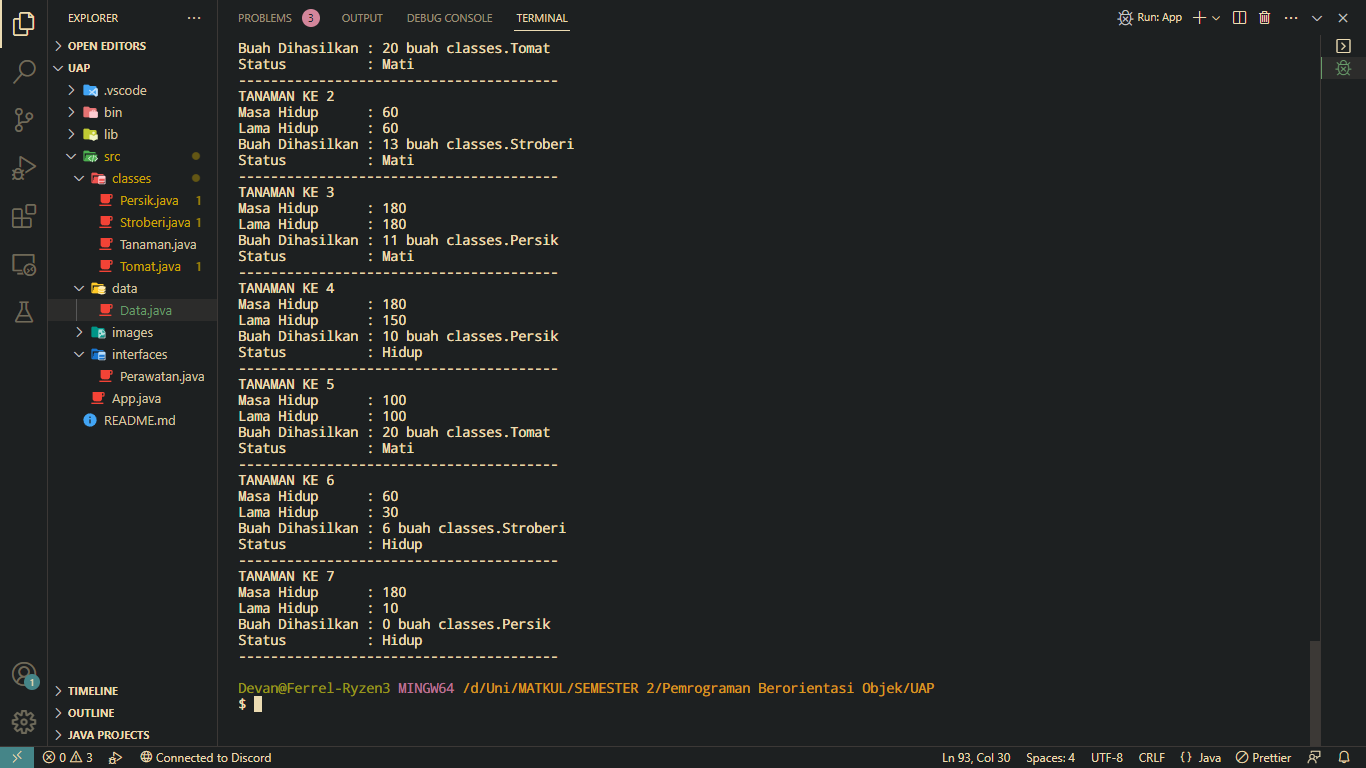 EXPLORER
OPEN EDITORS
UAP
.vscode
bin
lib
src
classes
Persik.java 1
Stroberi.java 1
Tanaman.java
Tomat.java 1
data
Data.java
images
interfaces
Perawatan.java
App.java
README.md
TIMELINE
OUTLINE
JAVA PROJECTS
PROBLEMS 3 OUTPUT DEBUG CONSOLE TERMINAL Run: App
Buah Dihasilkan : 20 buah classes.Tomat
Status : Mati
----------------------------------------
TANAMAN KE 2
Masa Hidup : 60
Lama Hidup : 60
Buah Dihasilkan : 13 buah classes.Stroberi
Status : Mati
----------------------------------------
TANAMAN KE 3
Masa Hidup : 180
Lama Hidup : 180
Buah Dihasilkan : 11 buah classes.Persik
Status : Mati
----------------------------------------
TANAMAN KE 4
Masa Hidup : 180
Lama Hidup : 150
Buah Dihasilkan : 10 buah classes.Persik
Status : Hidup
----------------------------------------
TANAMAN KE 5
Masa Hidup : 100
Lama Hidup : 100
Buah Dihasilkan : 20 buah classes.Tomat
Status : Mati
----------------------------------------
TANAMAN KE 6
Masa Hidup : 60
Lama Hidup : 30
Buah Dihasilkan : 6 buah classes.Stroberi
Status : Hidup
----------------------------------------
TANAMAN KE 7
Masa Hidup : 180
Lama Hidup : 10
Buah Dihasilkan : 0 buah classes.Persik
Status : Hidup
----------------------------------------
Devan@Ferrel-Ryzen3 MINGW64 /d/Uni/MATKUL/SEMESTER 2/Pemrograman Berorientasi Objek/UAP
$
1
0 3 Connected to Discord Ln 93, Col 30 Spaces: 4 UTF-8 CRLF { } Java Prettier